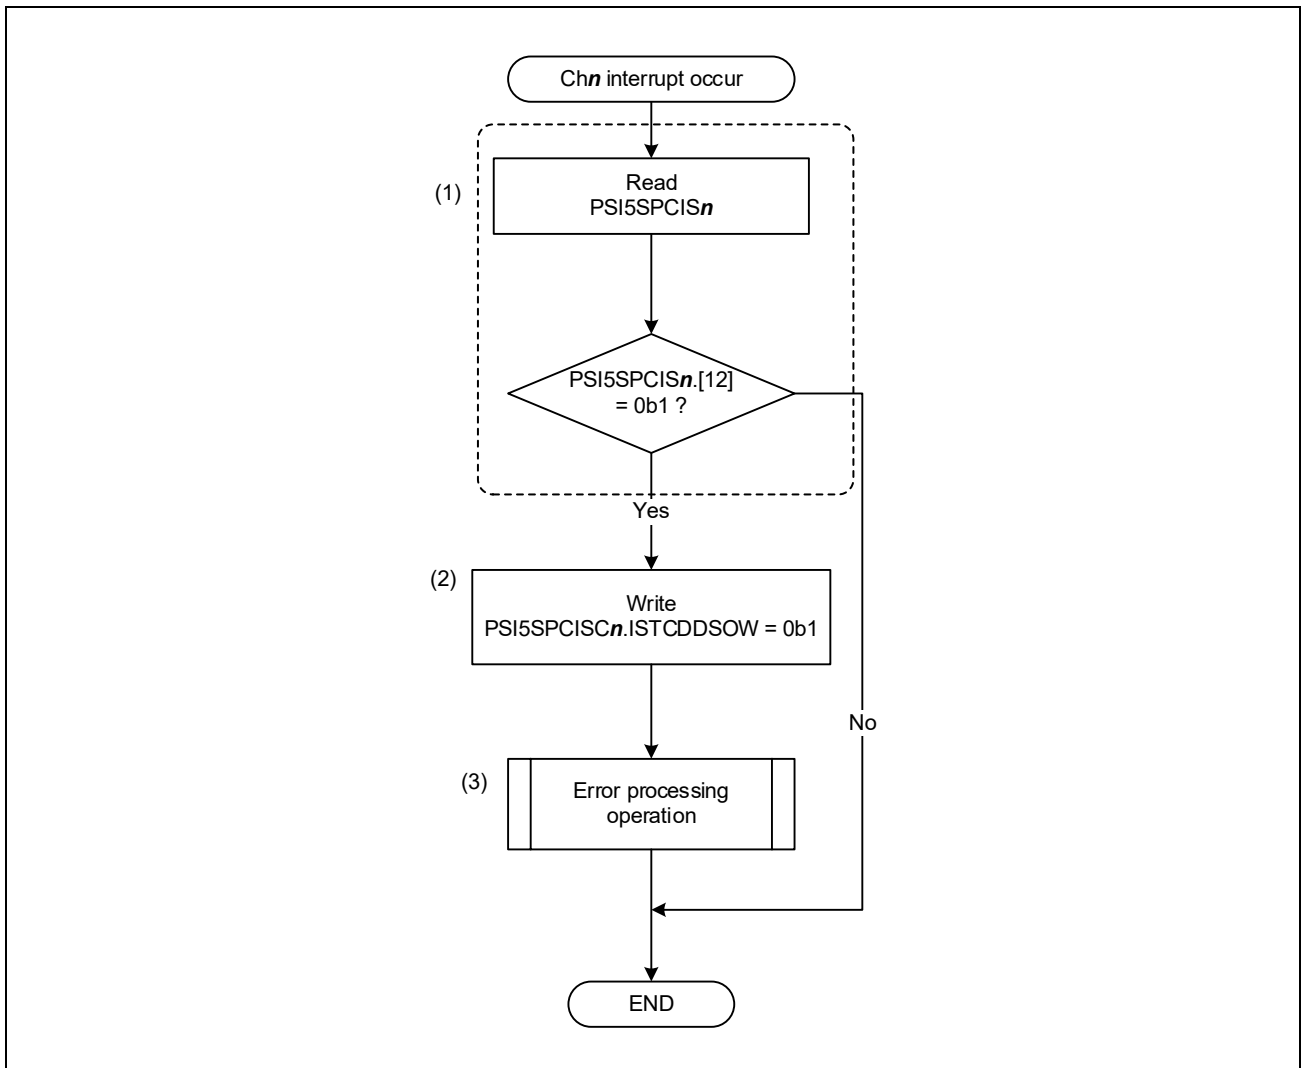 Chn interrupt occur
(1)
Read
PSI5SPCISn
PSI5SPCISn.[12]
= 0b1 ?
Yes
(2)
Write
PSI5SPCISCn.ISTCDDSOW = 0b1
No
(3)
Error processing
operation
END